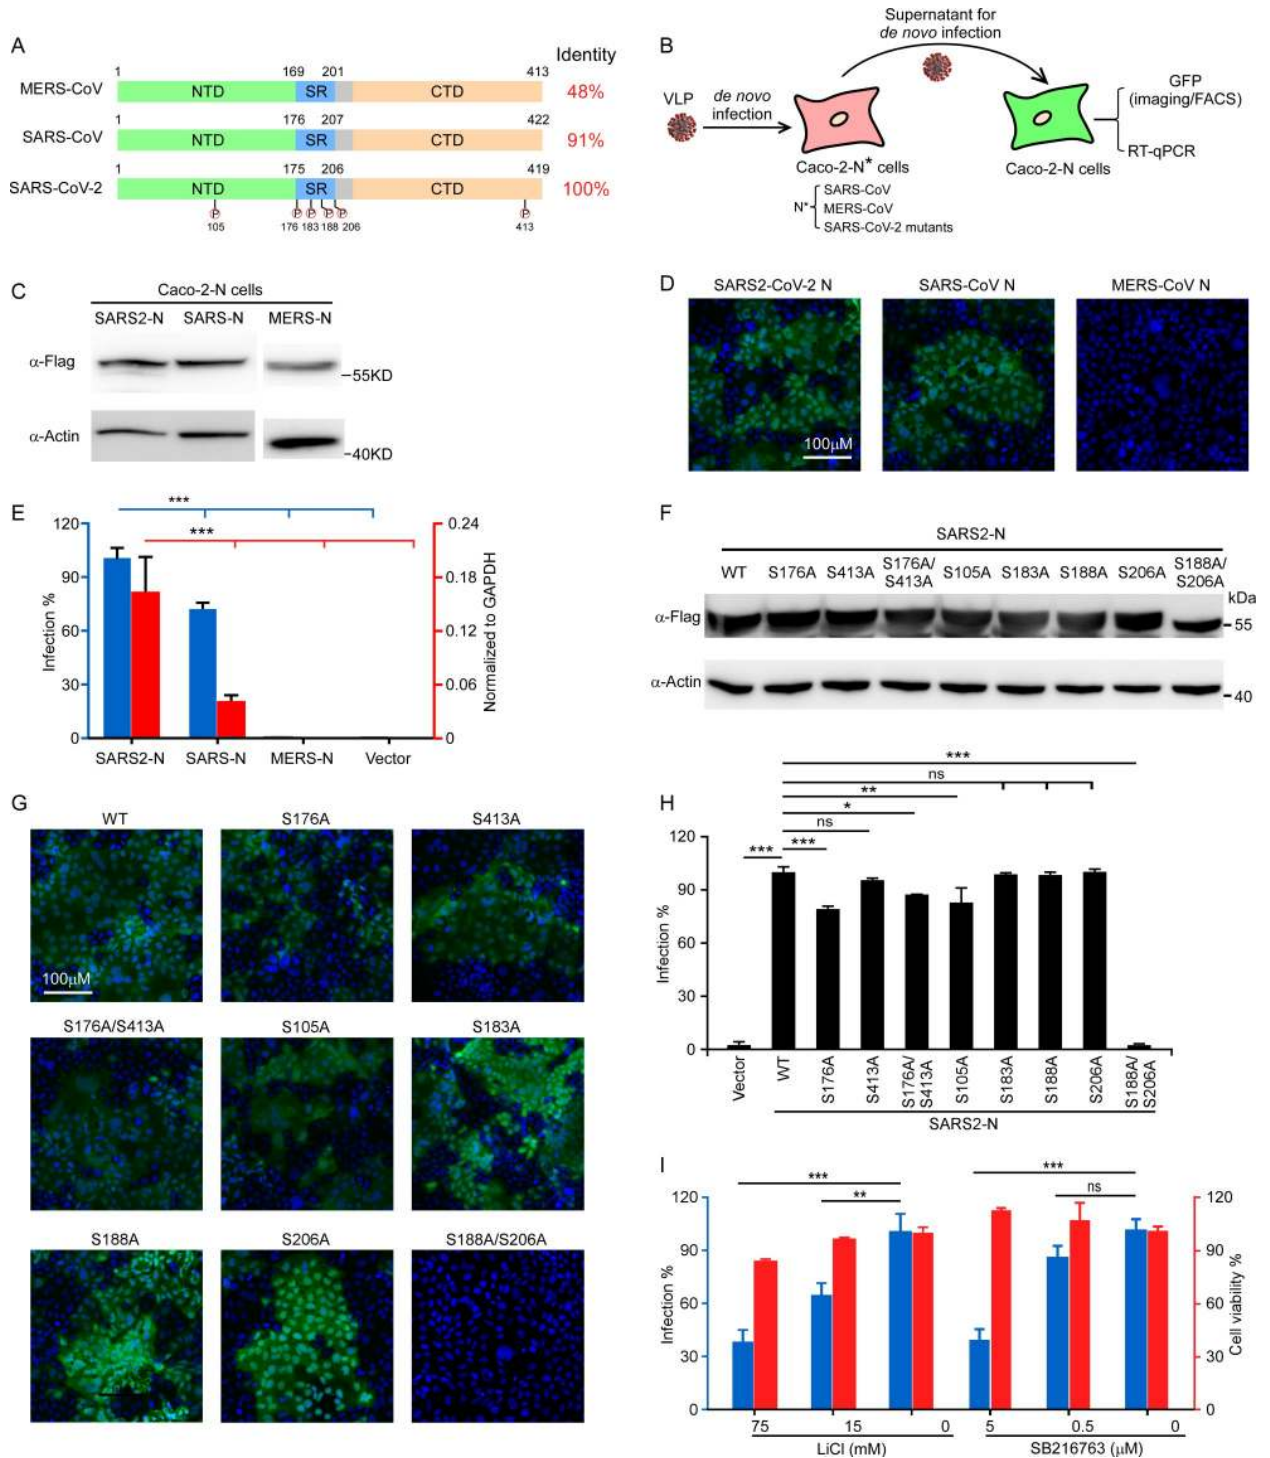 A
Identity
1 169 201 413
MERS-CoV NTD SR CTD 48%
1 176 207 422
SARS-CoV NTD SR CTD 91%
1 175 206 419
SARS-CoV-2 NTD SR CTD 100%
P P P P P P
105 176 183 188 206 413
B
Supernatant for
de novo infection
VLP
de novo
infection
GFP
(imaging/FACS)
RT-qPCR
Caco-2-N* cells
Caco-2-N cells
N*
SARS-CoV
MERS-CoV
SARS-CoV-2 mutants
C
Caco-2-N cells
SARS2-N SARS-N MERS-N
α-Flag
55KD
α-Actin
40KD
D
SARS2-CoV-2 N SARS-CoV N MERS-CoV N
100μM
E
***
***
120 0.24
90 0.18
60 0.12
30 0.06
0 0
Infection %
Normalized to GAPDH
SARS2-N SARS-N MERS-N Vector
F
SARS2-N
WT S176A S413A S176A/S413A S105A S183A S188A S206A S188A/S206A
kDa
α-Flag
55
α-Actin
40
G
WT S176A S413A
100μM
S176A/S413A S105A S183A
S188A S206A S188A/S206A
H
***
ns
**
*
ns
*** ***
120
90
60
30
0
Infection %
Vector WT S176A S413A S176A/S413A S105A S183A S188A S206A S188A/S206A
SARS2-N
I
*** ***
** ns
120 120
90 90
60 60
30 30
0 0
Infection %
Cell viability %
75 15 0 5 0.5 0
LiCl (mM) SB216763 (μM)